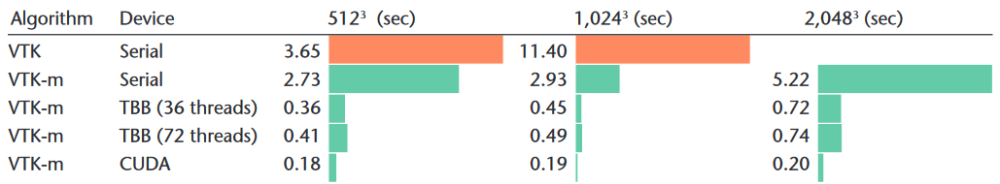 Algorithm Device 512³ (sec) 1,024³ (sec) 2,048³ (sec)
VTK Serial 3.65 11.40
VTK-m Serial 2.73 2.93 5.22
VTK-m TBB (36 threads) 0.36 0.45 0.72
VTK-m TBB (72 threads) 0.41 0.49 0.74
VTK-m CUDA 0.18 0.19 0.20